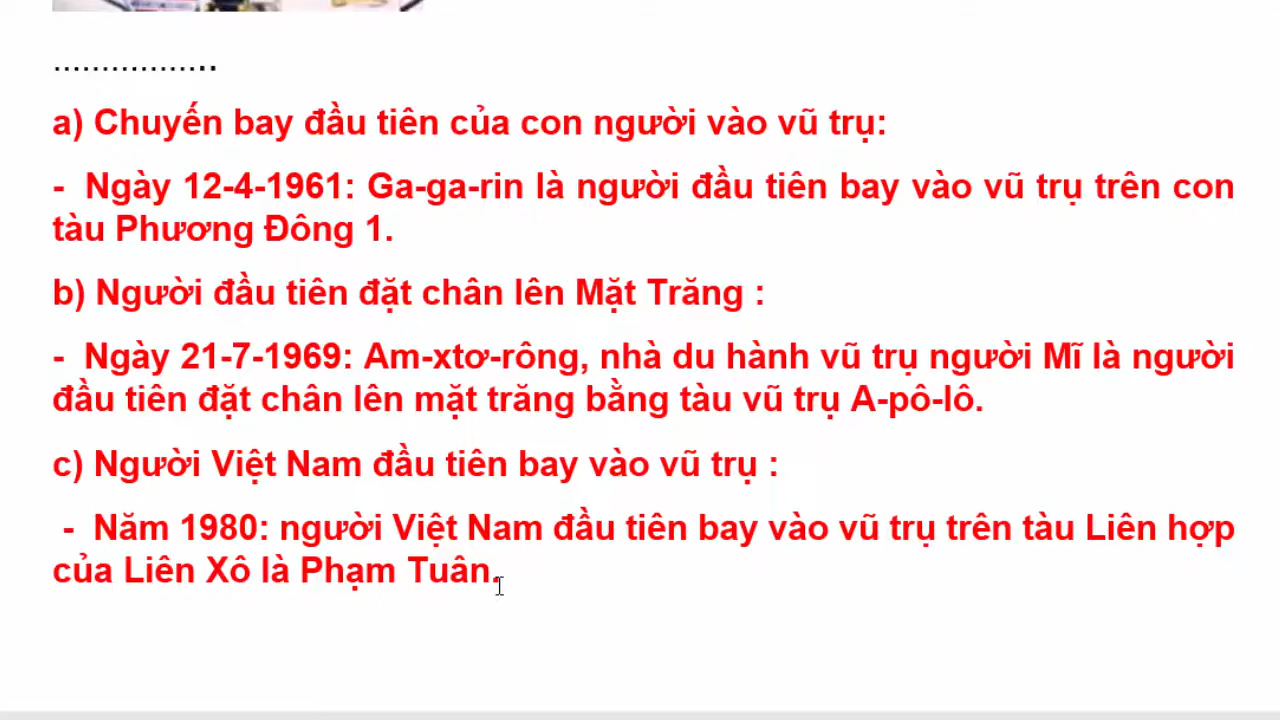 .................
a) Chuyến bay đầu tiên của con người vào vũ trụ:
- Ngày 12-4-1961: Ga-ga-rin là người đầu tiên bay vào vũ trụ trên con
tàu Phương Đông 1.
b) Người đầu tiên đặt chân lên Mặt Trăng :
- Ngày 21-7-1969: Am-xtơ-rông, nhà du hành vũ trụ người Mĩ là người
đầu tiên đặt chân lên mặt trăng bằng tàu vũ trụ A-pô-lô.
c) Người Việt Nam đầu tiên bay vào vũ trụ :
- Năm 1980: người Việt Nam đầu tiên bay vào vũ trụ trên tàu Liên hợp
của Liên Xô là Phạm Tuân.